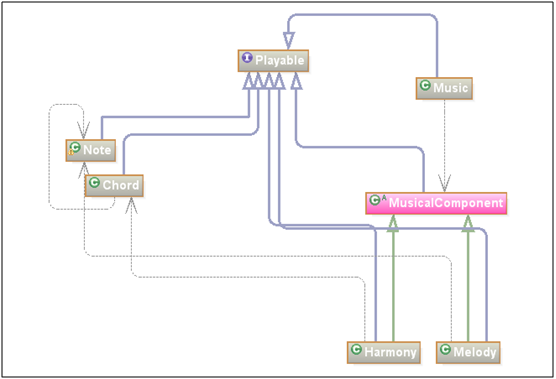 I Playable
C Music
C Note
C Chord
C A MusicalComponent
C Harmony
C Melody